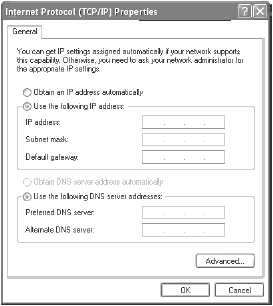 Internet Protocol (TCP/IP) Properties
General
You can get IP settings assigned automatically if your network supports
this capability. Otherwise, you need to ask your network administrator for
the appropriate IP settings.
Obtain an IP address automatically
Use the following IP address:
IP address:
Subnet mask:
Default gateway:
Obtain DNS server address automatically
Use the following DNS server addresses:
Preferred DNS server:
Alternate DNS server:
Advanced...
OK
Cancel